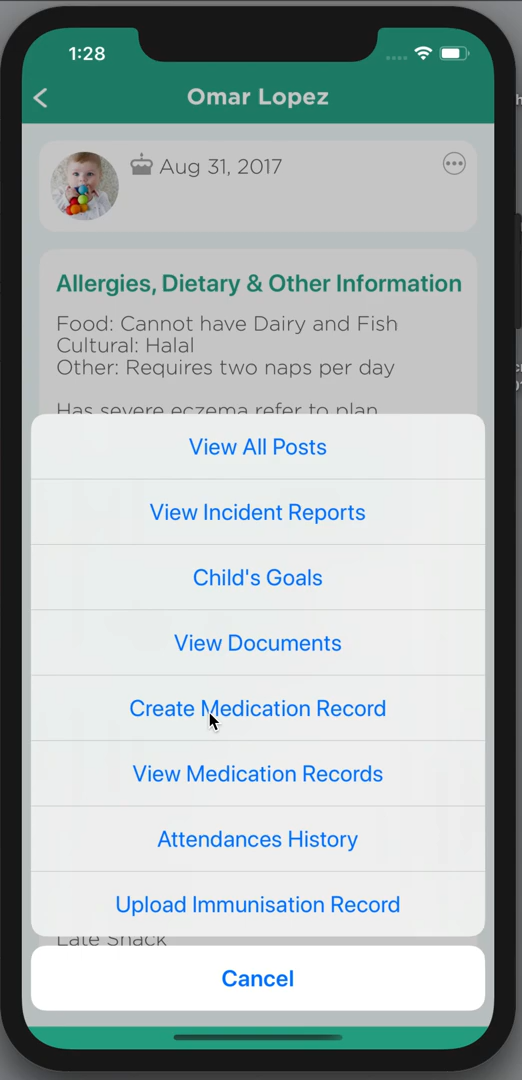 1:28
Omar Lopez
Aug 31, 2017
Allergies, Dietary & Other Information
Food: Cannot have Dairy and Fish
Cultural: Halal
Other: Requires two naps per day
Has severe eczema refer to plan
View All Posts
View Incident Reports
Child's Goals
View Documents
Create Medication Record
View Medication Records
Attendances History
Upload Immunisation Record
Late Snack
Cancel